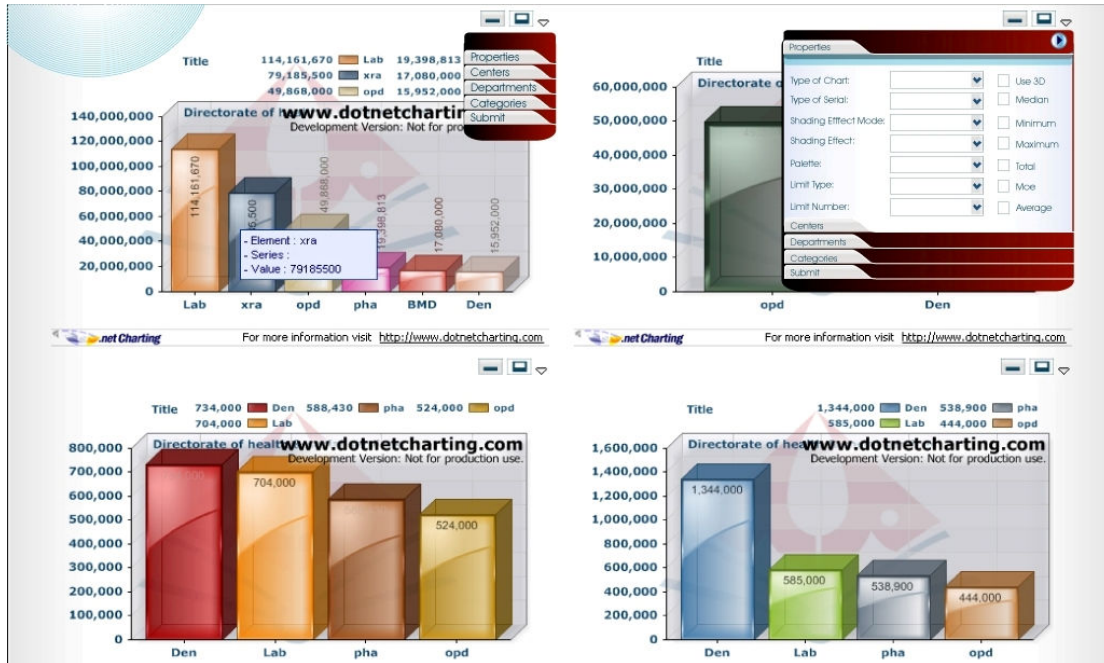 Title 114,161,670 Lab 19,398,813
79,185,500 xra 17,080,000
49,868,000 opd 15,952,000
Properties
Centers
Departments
Categories
Submit
Directorate of
www.dotnetcharting
Development Version: Not for
140,000,000
120,000,000
100,000,000
80,000,000
60,000,000
40,000,000
20,000,000
0
114,161,670
49,868,000
19,398,813
17,080,000
15,952,000
- Element : xra
- Series :
- Value : 79185500
Lab xra opd pha BMD Den
.net Charting For more information visit http://www.dotnetcharting.com
Title
Directorate
60,000,000
50,000,000
40,000,000
30,000,000
20,000,000
10,000,000
0
Properties
Type of Chart: Use 3D
Type of Serial: Median
Shading Efffect Mode: Minimum
Shading Effect: Maximum
Palette: Total
Limit Type: Moe
Limit Number: Average
Centers
Departments
Categories
Submit
opd Den
.net Charting For more information visit http://www.dotnetcharting.com
Title 734,000 Den 588,430 pha 524,000 opd
704,000 Lab
Directorate of health
www.dotnetcharting.com
Development Version: Not for production use.
800,000
700,000
600,000
500,000
400,000
300,000
200,000
100,000
0
704,000
524,000
Den Lab pha opd
Title 1,344,000 Den 538,900 pha
585,000 Lab 444,000 opd
Directorate of
www.dotnetcharting.com
Development Version: Not for production use.
1,600,000
1,400,000
1,200,000
1,000,000
800,000
600,000
400,000
200,000
0
1,344,000
585,000
538,900
444,000
Den Lab pha opd